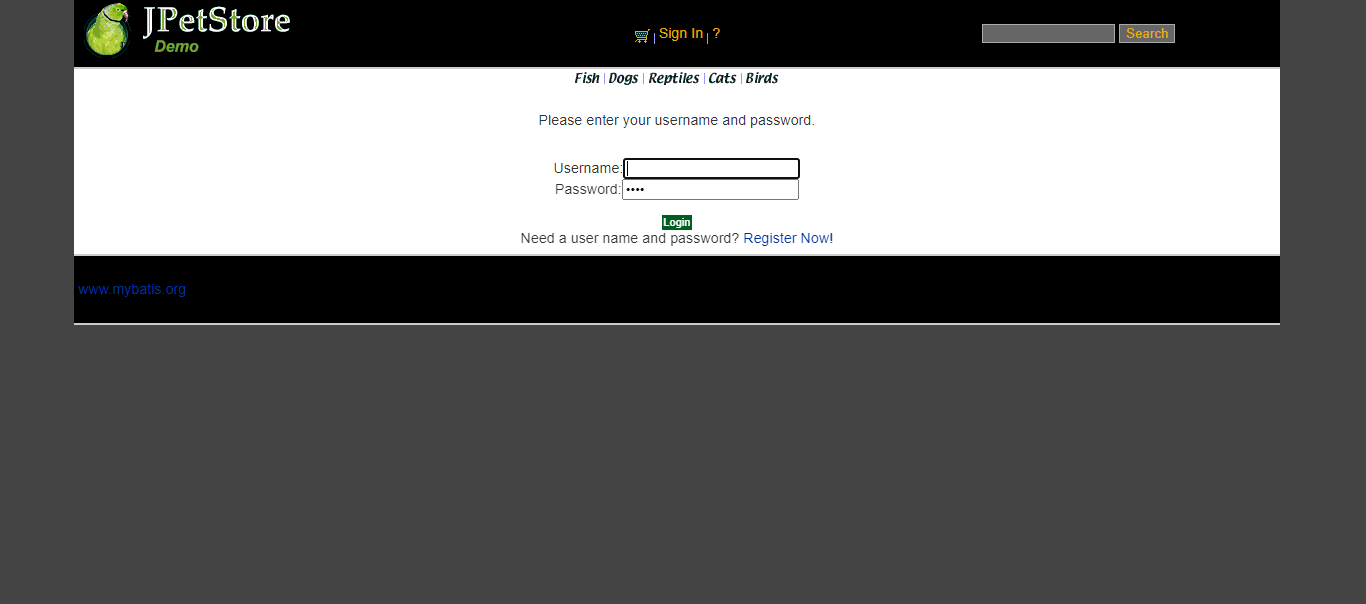 JPetStore
Demo
Sign In | ?
Search
Fish | Dogs | Reptiles | Cats | Birds
Please enter your username and password.
Username:
Password:••••
Login
Need a user name and password? Register Now!
www.mybatis.org